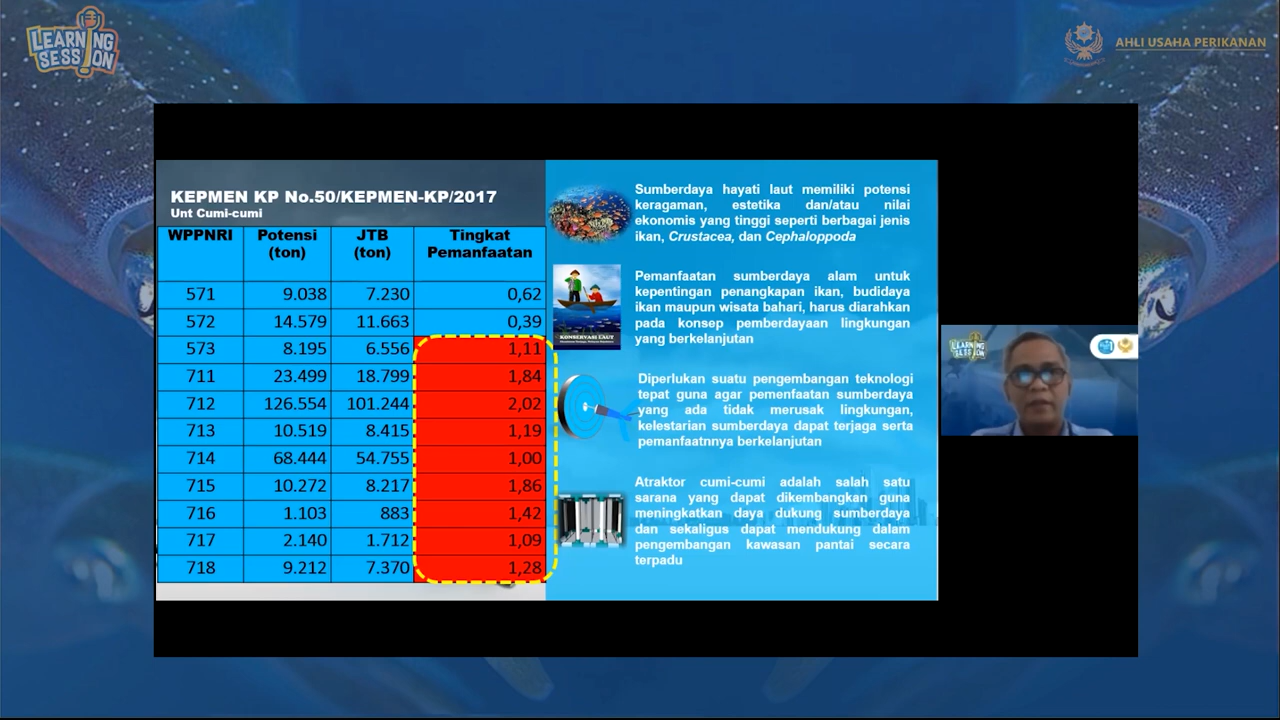 LEARNING
SESSION
AHLI USAHA PERIKANAN
KEPMEN KP No.50/KEPMEN-KP/2017
Unt Cumi-cumi
WPPNRI Potensi (ton) JTB (ton) Tingkat Pemanfaatan
571 9.038 7.230 0,62
572 14.579 11.663 0,39
573 8.195 6.556 1,11
711 23.499 18.799 1,84
712 126.554 101.244 2,02
713 10.519 8.415 1,19
714 68.444 54.755 1,00
715 10.272 8.217 1,86
716 1.103 883 1,42
717 2.140 1.712 1,09
718 9.212 7.370 1,28
Sumberdaya hayati laut memiliki potensi
keragaman, estetika dan/atau nilai
ekonomis yang tinggi seperti berbagai jenis
ikan, Crustacea, dan Cephaloppoda
KONSERVASI LAUT
Pemanfaatan sumberdaya alam untuk
kepentingan penangkapan ikan, budidaya
ikan maupun wisata bahari, harus diarahkan
pada konsep pemberdayaan lingkungan
yang berkelanjutan
Diperlukan suatu pengembangan teknologi
tepat guna agar pemenfaatan sumberdaya
yang ada tidak merusak lingkungan,
kelestarian sumberdaya dapat terjaga serta
pemanfaatnnya berkelanjutan
Atraktor cumi-cumi adalah salah satu
sarana yang dapat dikembangkan guna
meningkatkan daya dukung sumberdaya
dan sekaligus dapat mendukung dalam
pengembangan kawasan pantai secara
terpadu
LEARNING
SESSION